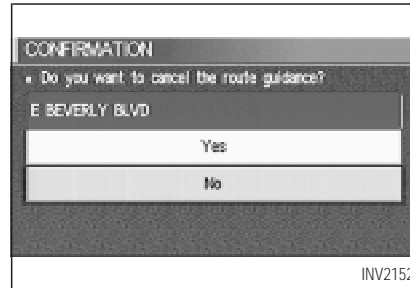 CONFIRMATION
Do you want to cancel the route guidance?
E BEVERLY BLVD
Yes
No
INV2152